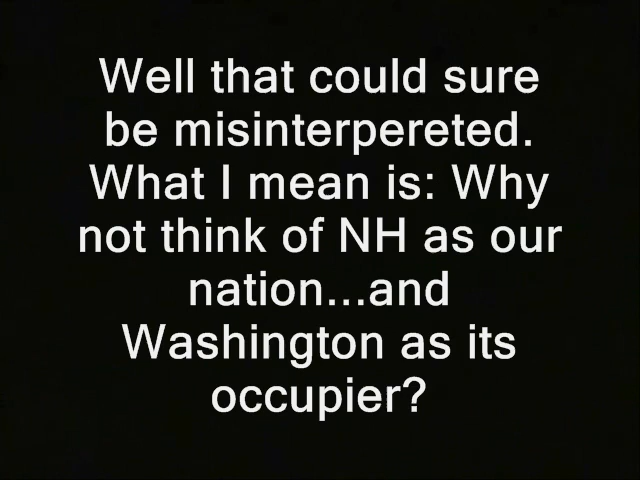 Well that could sure
be misinterpereted.
What I mean is: Why
not think of NH as our
nation...and
Washington as its
occupier?